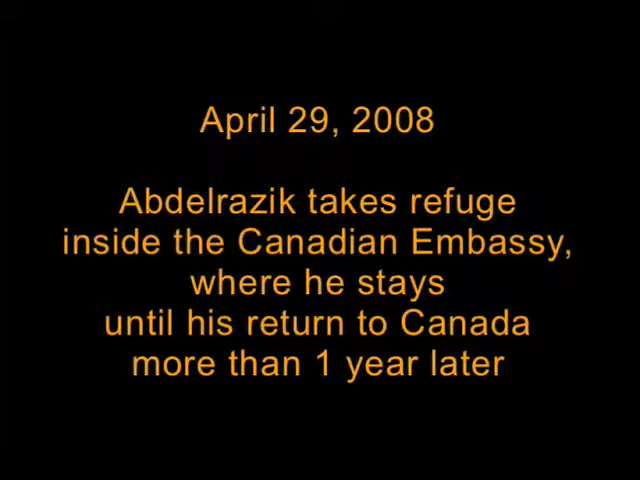 April 29, 2008
Abdelrazik takes refuge
inside the Canadian Embassy,
where he stays
until his return to Canada
more than 1 year later